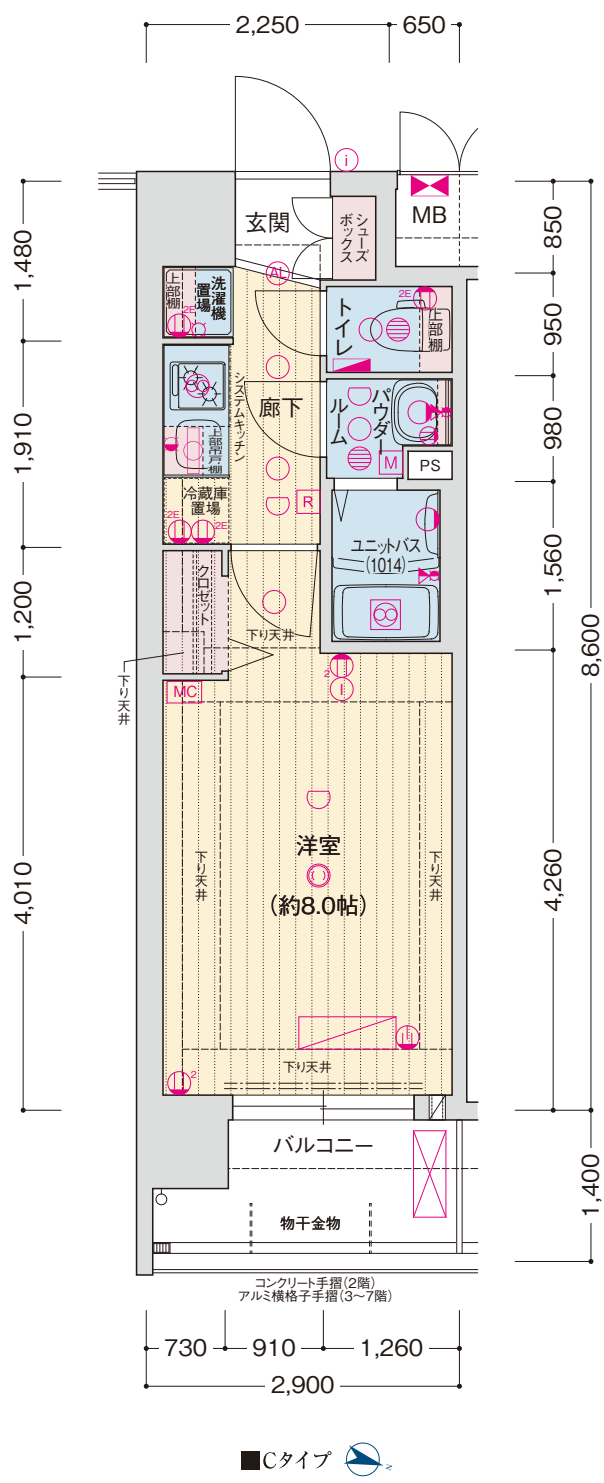 2,250
650
i
玄関
シューズ
ボックス
MB
1,480
850
AL
上部棚
洗濯機
置場
2E
トイレ
2E
上部棚
950
システムキッチン
廊下
パウダー
ルーム
1,910
上部吊戸棚
M
PS
980
冷蔵庫
置場
R
2E
2E
ユニットバス
(1014)
1,560
クロゼット
1,200
下り天井
8,600
下り天井
MC
2
I
洋室
(約8.0帖)
下り天井
下り天井
4,010
4,260
下り天井
2
バルコニー
物干金物
1,400
コンクリート手摺(2階)
アルミ横格子手摺(3〜7階)
730
910
1,260
2,900
■Cタイプ
N